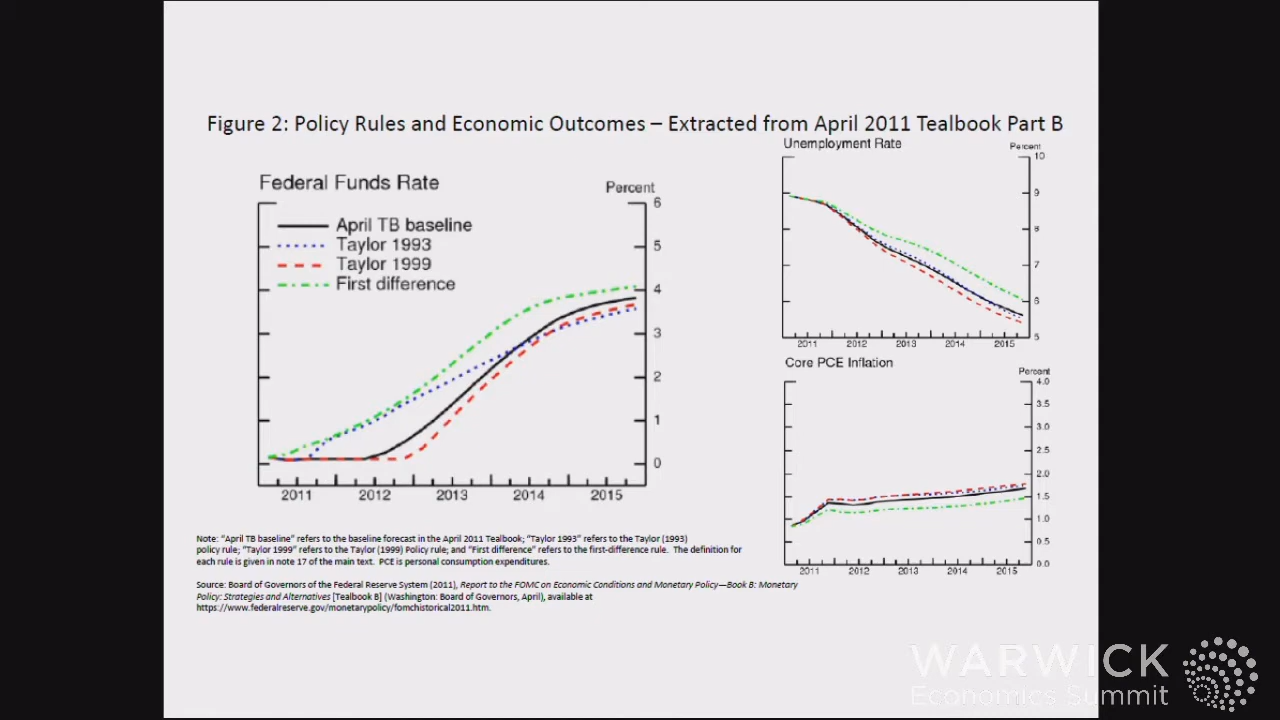 Figure 2: Policy Rules and Economic Outcomes – Extracted from April 2011 Tealbook Part B
Federal Funds Rate
Percent
April TB baseline
Taylor 1993
Taylor 1999
First difference
6
5
4
3
2
1
0
2011 2012 2013 2014 2015
Unemployment Rate
Percent
10
9
8
7
6
5
2011 2012 2013 2014 2015
Core PCE Inflation
Percent
4.0
3.5
3.0
2.5
2.0
1.5
1.0
0.5
0.0
2011 2012 2013 2014 2015
Note: "April TB baseline" refers to the baseline forecast in the April 2011 Tealbook; "Taylor 1993" refers to the Taylor (1993)
policy rule; "Taylor 1999" refers to the Taylor (1999) Policy rule; and "First difference" refers to the first-difference rule. The definition for
each rule is given in note 17 of the main text. PCE is personal consumption expenditures.
Source: Board of Governors of the Federal Reserve System (2011), Report to the FOMC on Economic Conditions and Monetary Policy—Book B: Monetary
Policy: Strategies and Alternatives [Tealbook B] (Washington: Board of Governors, April), available at
https://www.federalreserve.gov/monetarypolicy/fomchistorical2011.htm.
WARWICK
Economics Summit